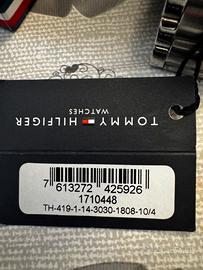 TOMMY HILFIGER
WATCHES
7 613272 425926
1710448
TH-419-1-14-3030-1808-10/4